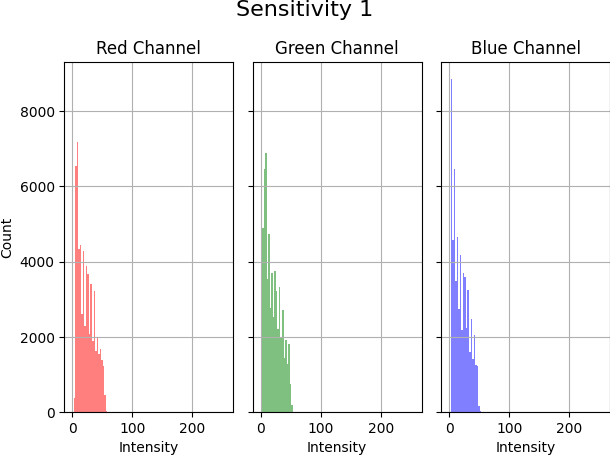 Sensitivity 1
Red Channel Green Channel Blue Channel
8000
6000
4000
2000
0
Count
0 100 200 0 100 200 0 100 200
Intensity Intensity Intensity